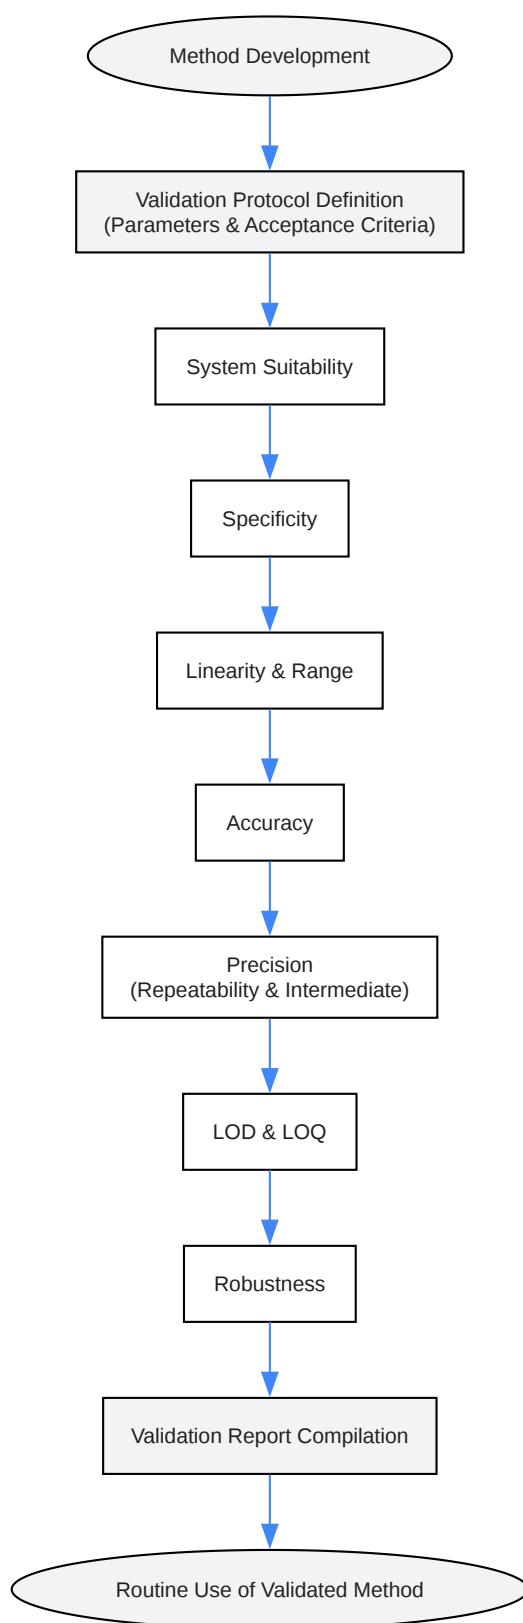 Method Development
Validation Protocol Definition
(Parameters & Acceptance Criteria)
System Suitability
Specificity
Linearity & Range
Accuracy
Precision
(Repeatability & Intermediate)
LOD & LOQ
Robustness
Validation Report Compilation
Routine Use of Validated Method